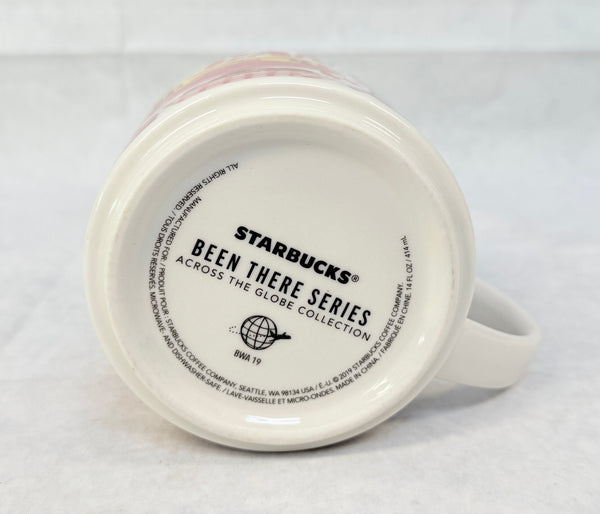 STARBUCKS®
BEEN THERE SERIES
ACROSS THE GLOBE COLLECTION
BWA 19
MANUFACTURED FOR: / PRODUIT POUR : STARBUCKS COFFEE COMPANY, SEATTLE, WA 98134 USA / É.-U. © 2019 STARBUCKS COFFEE COMPANY.
ALL RIGHTS RESERVED. / TOUS DROITS RÉSERVÉS. MICROWAVE- AND DISHWASHER-SAFE. / LAVE-VAISSELLE ET MICRO-ONDES. MADE IN CHINA. / FABRIQUÉ EN CHINE. 14 FL OZ / 414 mL